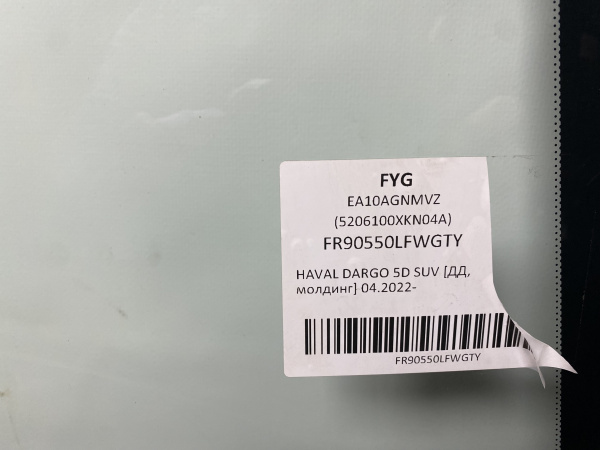 FYG
EA10AGNMVZ
(5206100XKN04A)
FR90550LFWGTY
HAVAL DARGO 5D SUV [ДД,
молдинг] 04.2022-
FR90550LFWGTY